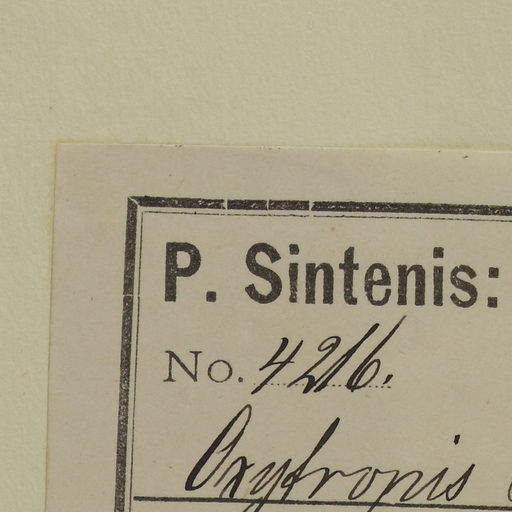 P. Sintenis:
No. 4216.
Oxytropis